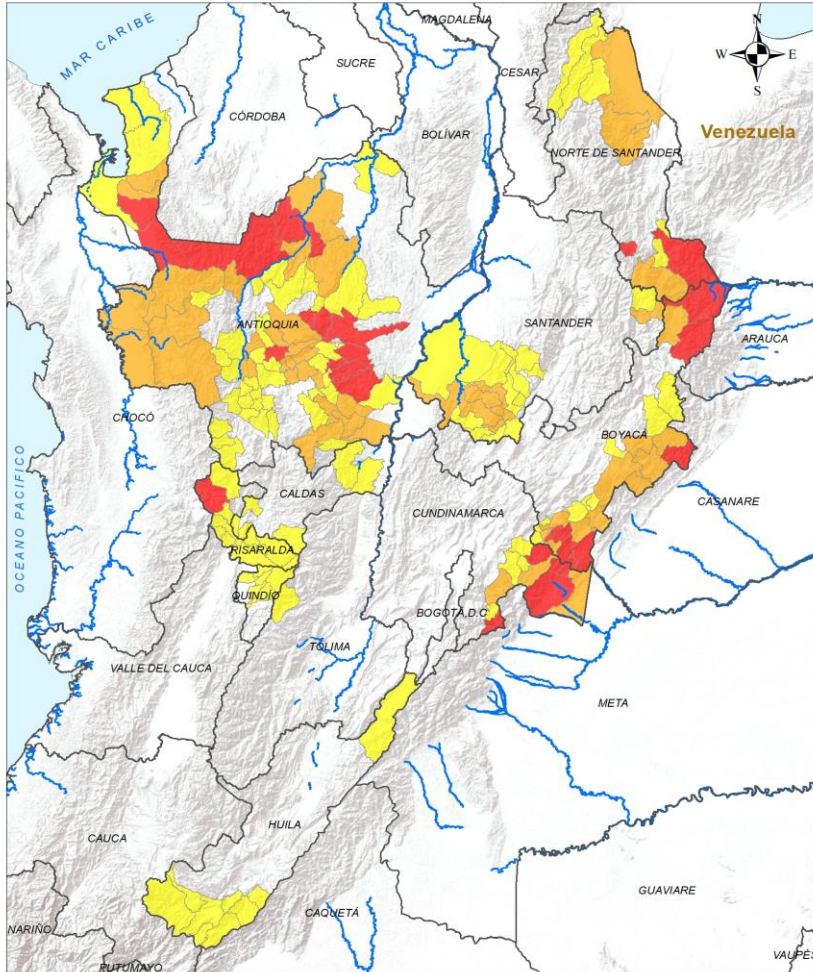 MAGDALENA
N
MAR CARIBE
SUCRE
CESAR
W
E
S
CÓRDOBA
Venezuela
BOLÍVAR
NORTE DE SANTANDER
ANTIOQUIA
SANTANDER
ARAUCA
CHOCÓ
BOYACÁ
OCEANO PACIFICO
CALDAS
CASANARE
CUNDINAMARCA
RISARALDA
QUINDÍO
BOGOTÁ,D.C
TOLIMA
VALLE DEL CAUCA
META
HUILA
CAUCA
GUAVIARE
CAQUETÁ
NARIÑO
VAUPÉS
PUTUMAYO